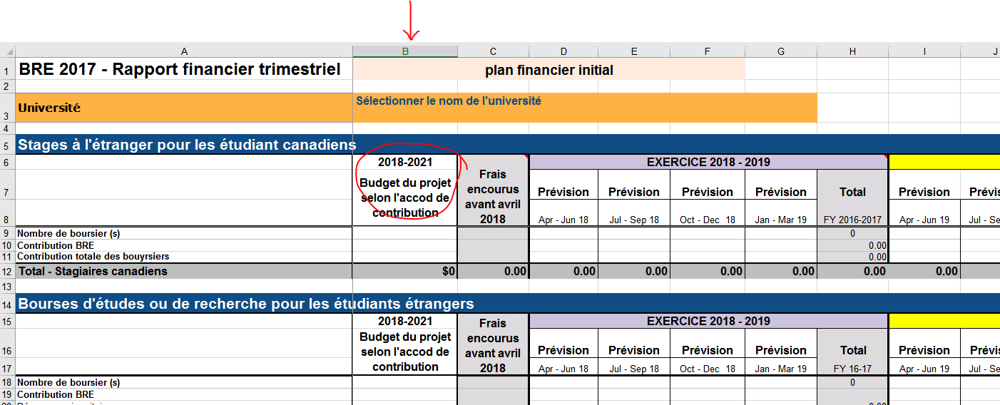 A B C D E F G H I J
1 BRE 2017 - Rapport financier trimestriel plan financier initial
2
3 Université Sélectionner le nom de l'université
4
5 Stages à l'étranger pour les étudiant canadiens
6 2018-2021 EXERCICE 2018 - 2019
7 Budget du projet selon l'accod de contribution Frais encourus avant avril 2018 Prévision Prévision Prévision Prévision Total Prévision Prévis
8 Apr - Jun 18 Jul - Sep 18 Oct - Dec 18 Jan - Mar 19 FY 2016-2017 Apr - Jun 19 Jul - Se
9 Nombre de boursier (s) 0
10 Contribution BRE 0.00
11 Contribution totale des bouyrsiers 0.00
12 Total - Stagiaires canadiens $0 0.00 0.00 0.00 0.00 0.00 0.00 0.00
13
14 Bourses d'études ou de recherche pour les étudiants étrangers
15 2018-2021 EXERCICE 2018 - 2019
16 Budget du projet selon l'accod de contribution Frais encourus avant avril 2018 Prévision Prévision Prévision Prévision Total Prévision Prévis
17 Apr - Jun 18 Jul - Sep 18 Oct - Dec 18 Jan - Mar 19 FY 16-17 Apr - Jun 19 Jul - Se
18 Nombre de boursier (s) 0
19 Contribution BRE